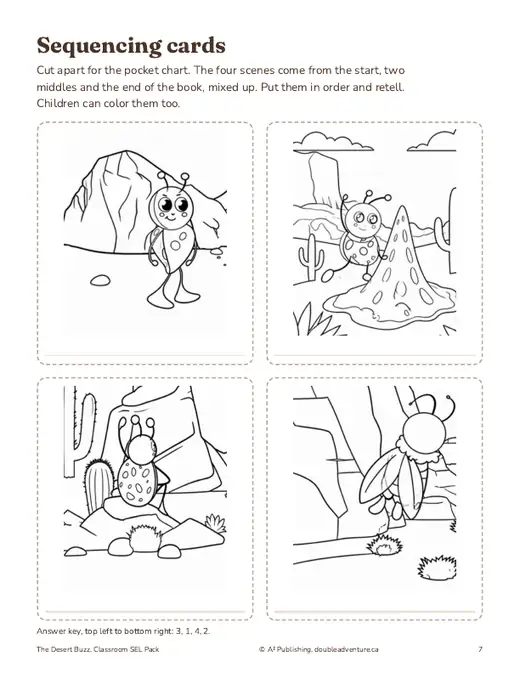 Sequencing cards
Cut apart for the pocket chart. The four scenes come from the start, two
middles and the end of the book, mixed up. Put them in order and retell.
Children can color them too.
Answer key, top left to bottom right: 3, 1, 4, 2.
The Desert Buzz, Classroom SEL Pack © A² Publishing, doubleadventure.ca 7